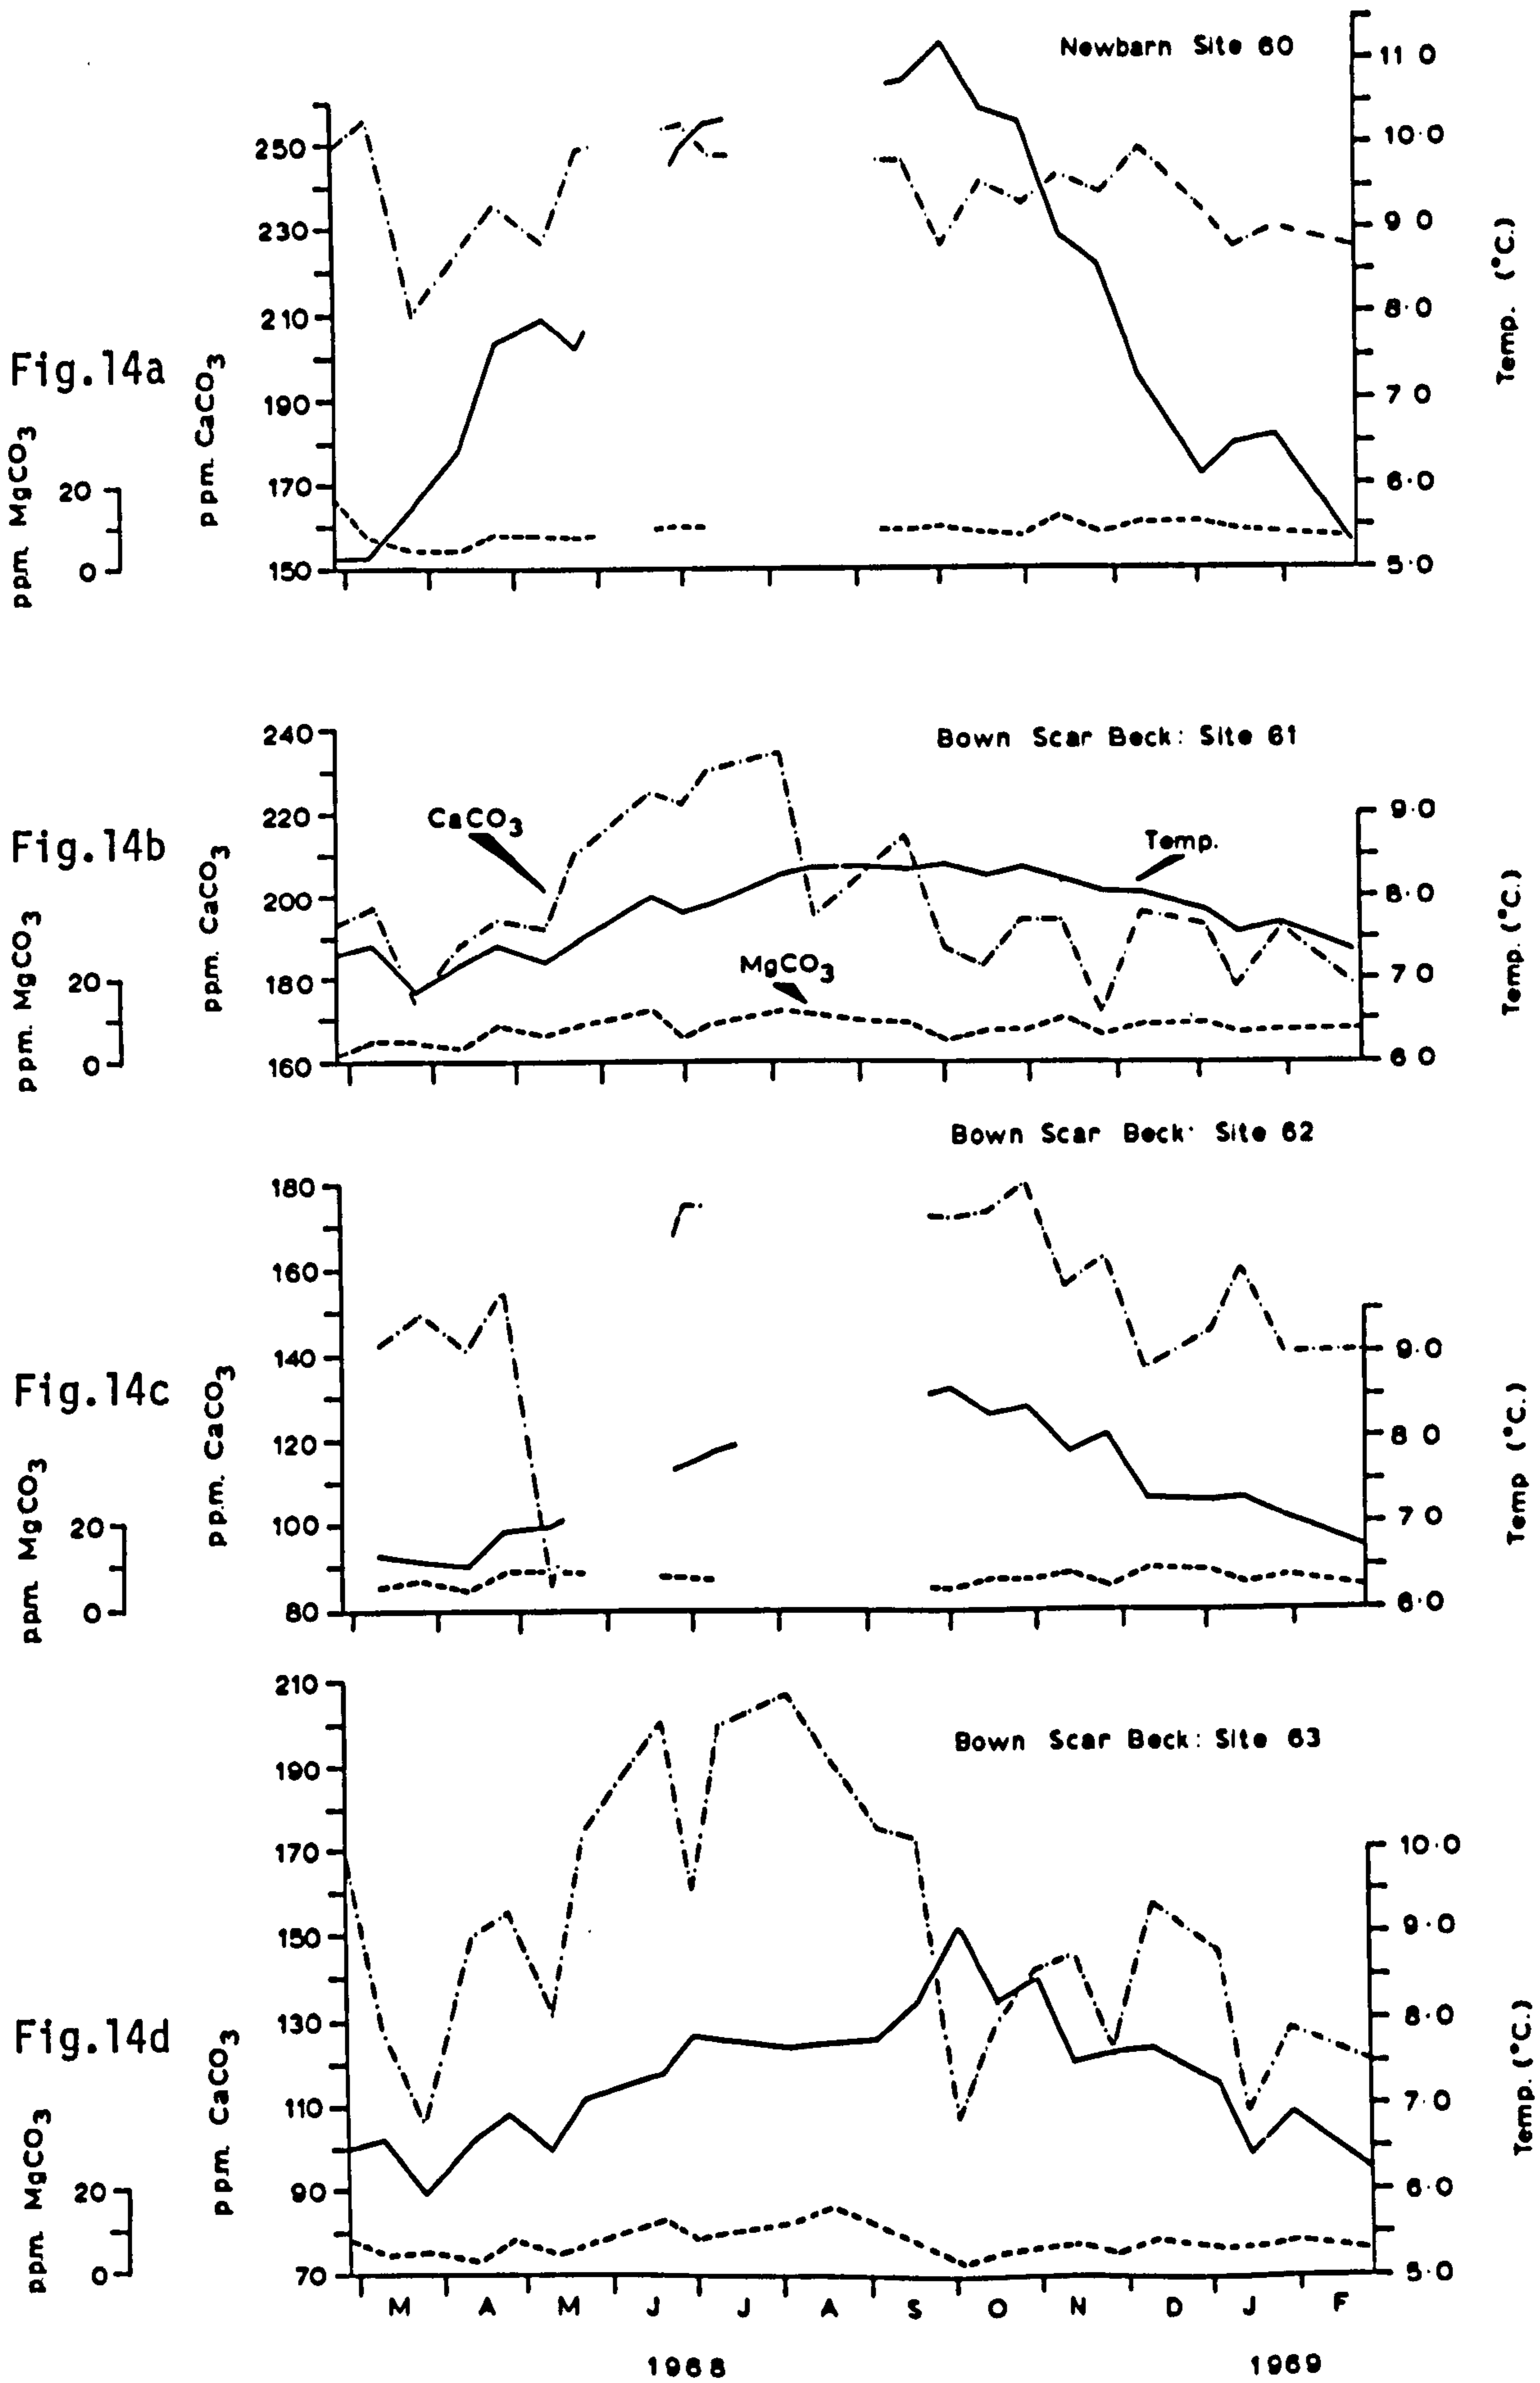 Newbarn Site 60
Fig.14a
ppm MgCO3
20
0
ppm. CaCO3
250
230
210
190
170
150
11 0
10·0
9 0
8·0
7 0
6·0
5·0
Temp. (°C.)
Bown Scar Beck: Site 61
Fig.14b
ppm. MgCO3
20
0
ppm. CaCO3
240
220
200
180
160
CaCO3
Temp.
MgCO3
9.0
8·0
7 0
6 0
Temp.(°C.)
Bown Scar Beck· Site 62
Fig.14c
ppm MgCO3
20
0
ppm. CaCO3
180
160
140
120
100
80
9.0
8 0
7 0
6.0
Temp (°C.)
Bown Scar Beck: Site 63
Fig.14d
ppm. MgCO3
20
0
ppm. CaCO3
210
190
170
150
130
110
90
70
10·0
9·0
8·0
7·0
6·0
5·0
Temp.(°C.)
M A M J J A S O N D J F
1968 1969